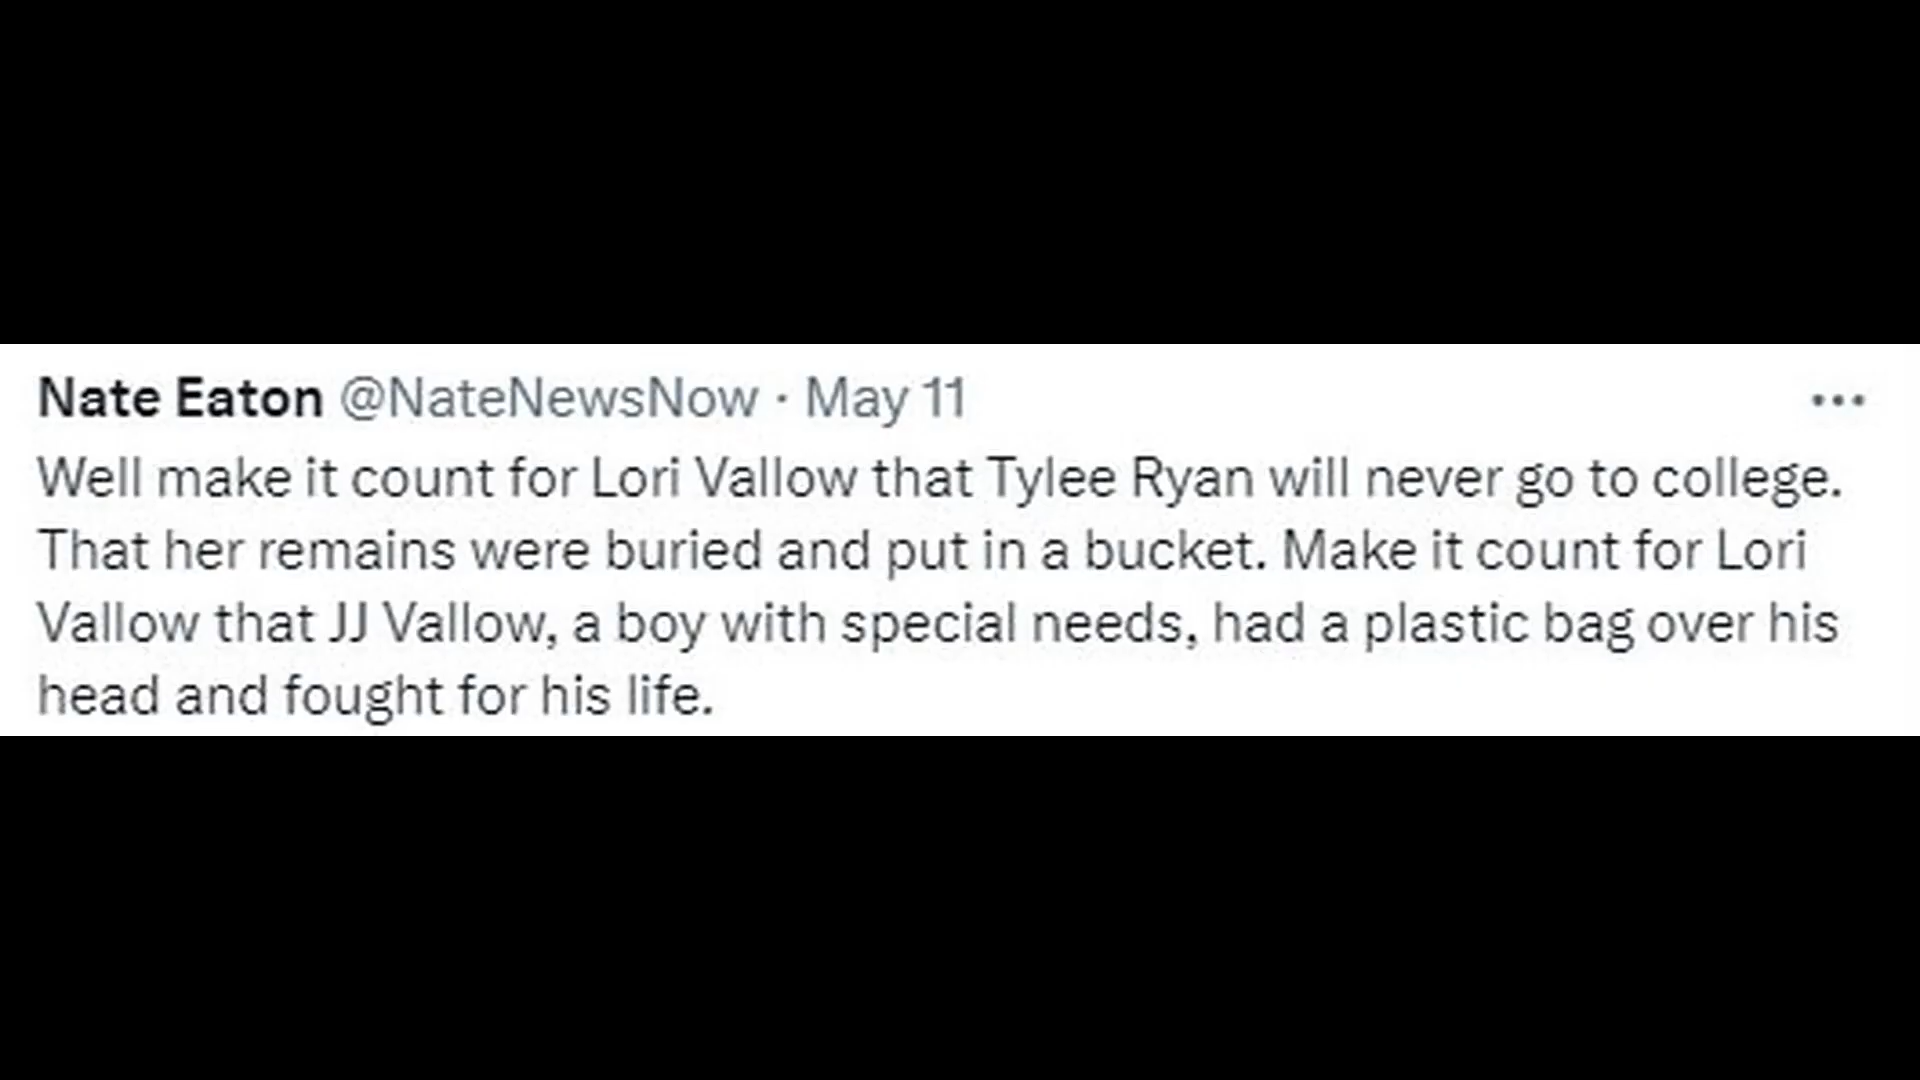 Nate Eaton @NateNewsNow · May 11
Well make it count for Lori Vallow that Tylee Ryan will never go to college.
That her remains were buried and put in a bucket. Make it count for Lori
Vallow that JJ Vallow, a boy with special needs, had a plastic bag over his
head and fought for his life.